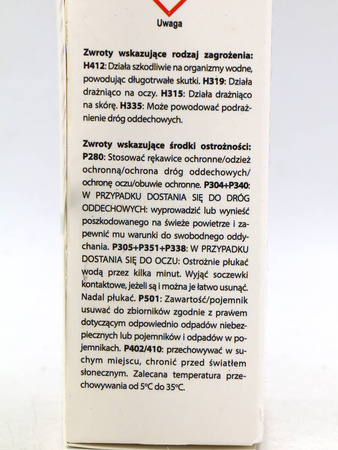 Uwaga
Zwroty wskazujące rodzaj zagrożenia:
H412: Działa szkodliwie na organizmy wodne,
powodując długotrwałe skutki. H319: Działa
drażniąco na oczy. H315: Działa drażniąco
na skórę. H335: Może powodować podraż-
nienie dróg oddechowych.
Zwroty wskazujące środki ostrożności:
P280: Stosować rękawice ochronne/odzież
ochronną/ochrona dróg oddechowych/
ochronę oczu/obuwie ochronne. P304+P340:
W PRZYPADKU DOSTANIA SIĘ DO DRÓG
ODDECHOWYCH: wyprowadzić lub wynieść
poszkodowanego na świeże powietrze i za-
pewnić mu warunki do swobodnego oddy-
chania. P305+P351+P338: W PRZYPADKU
DOSTANIA SIĘ DO OCZU: Ostrożnie płukać
wodą przez kilka minut. Wyjąć soczewki
kontaktowe, jeżeli są i można je łatwo usunąć.
Nadal płukać. P501: Zawartość/pojemnik
usuwać do zbiorników zgodnie z prawem
dotyczącym odpowiednio odpadów niebez-
piecznych lub pojemników i odpadów w po-
jemnikach. P402/410: przechowywać w su-
chym miejscu, chronić przed światłem
słonecznym. Zalecana temperatura prze-
chowywania od 5ºC do 35ºC.